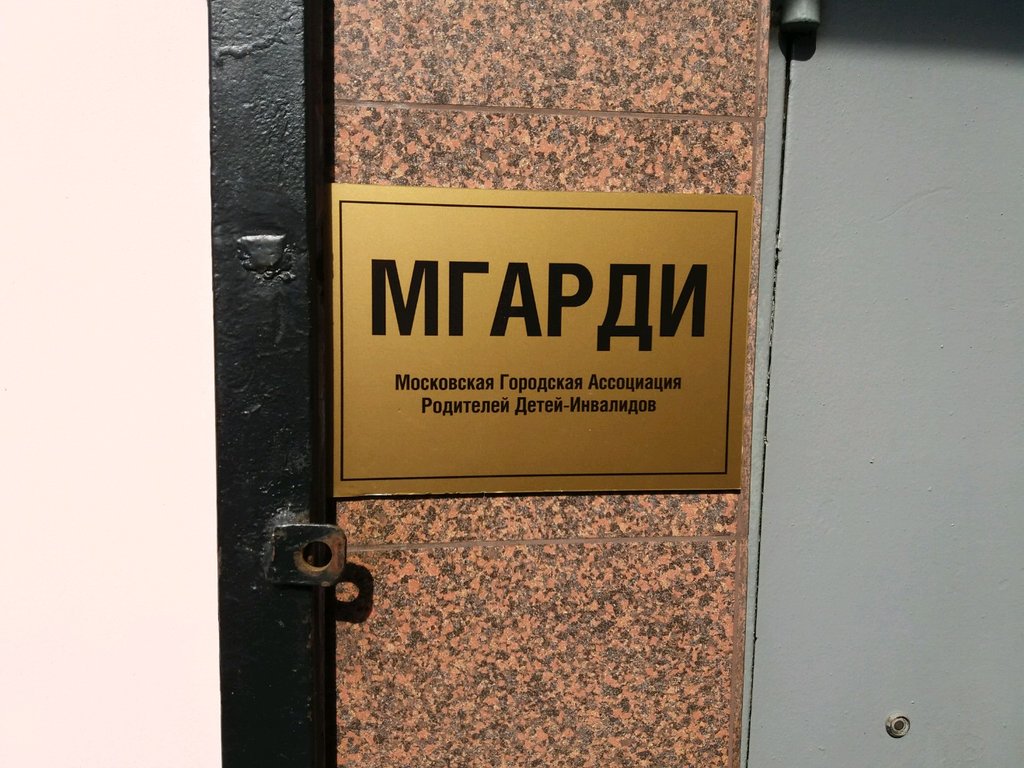 МГАРДИ
Московская Городская Ассоциация
Родителей Детей-Инвалидов